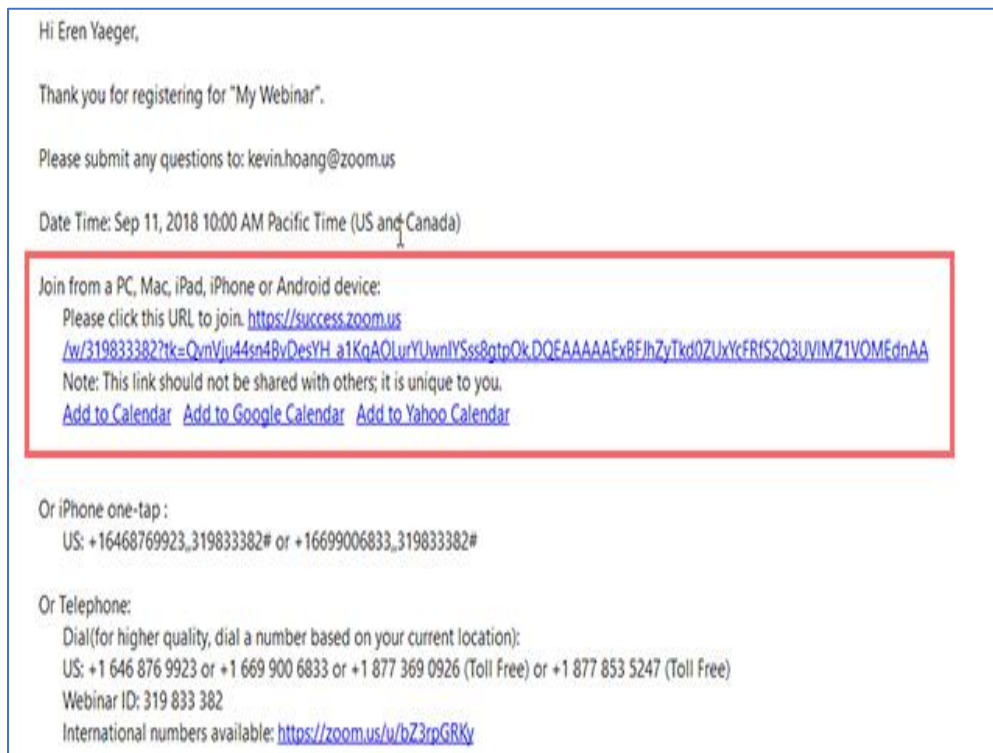 Hi Eren Yaeger,
Thank you for registering for "My Webinar".
Please submit any questions to: kevin.hoang@zoom.us
Date Time: Sep 11, 2018 10:00 AM Pacific Time (US and Canada)
Join from a PC, Mac, iPad, iPhone or Android device:
Please click this URL to join. https://success.zoom.us
Note: This link should not be shared with others; it is unique to you.
Add to Calendar Add to Google Calendar Add to Yahoo Calendar
Or iPhone one-tap :
US: +16468769923,,319833382# or +16699006833,,319833382#
Or Telephone:
Dial(for higher quality, dial a number based on your current location):
US: +1 646 876 9923 or +1 669 900 6833 or +1 877 369 0926 (Toll Free) or +1 877 853 5247 (Toll Free)
Webinar ID: 319 833 382
International numbers available: https://zoom.us/u/bZ3rpGRKy